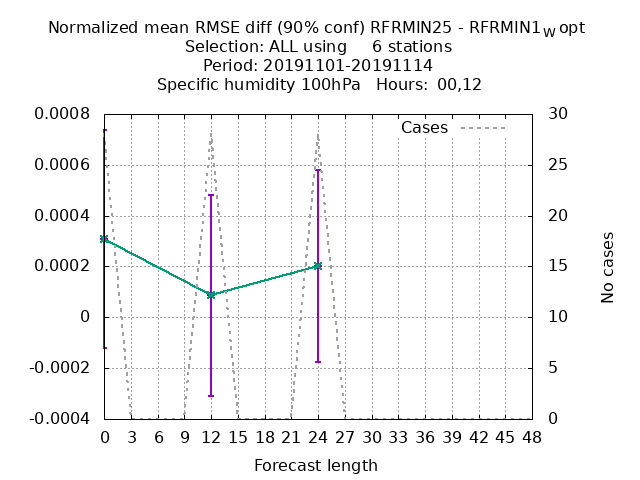 Normalized mean RMSE diff (90% conf) RFRMIN25 - RFRMIN1W opt
Selection: ALL using 6 stations
Period: 20191101-20191114
Specific humidity 100hPa Hours: 00,12
Cases
0.0008
0.0006
0.0004
0.0002
0
-0.0002
-0.0004
30
25
20
15
10
5
0
No cases
0 3 6 9 12 15 18 21 24 27 30 33 36 39 42 45 48
Forecast length